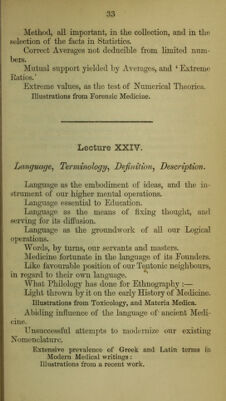 33
Method, all important, in the collection, and in the
selection of the facts in Statistics.
Correct Averages not deducible from limited num-
bers.
Mutual support yielded by Averages, and ‘Extreme
Ratios.’
Extreme values, as the test of Numerical Theories.
Illustrations from Forensic Medicine.
Lecture XXIV.
Language, Terminology, Definition, Description.
Language as the embodiment of ideas, and the in-
strument of our higher mental operations.
Language essential to Education.
Language as the means of fixing thought, and
serving for its diffusion.
Language as the groundwork of all our Logical
operations.
Words, by turns, our servants and masters.
Medicine fortunate in the language of its Founders.
Like favourable position of our Teutonic neighbours,
in regard to their own language.
What Philology has done for Ethnography :—
Light thrown by it on the early History of Medicine.
Illustrations from Toxicology, and Materia Medica.
Abiding influence of the language of ancient Medi-
cine.
Unsuccessful attempts to modernize our existing
Nomenclature.
Extensive prevalence of Greek and Latin terms in
Modern Medical writings :
Illustrations from a recent work.